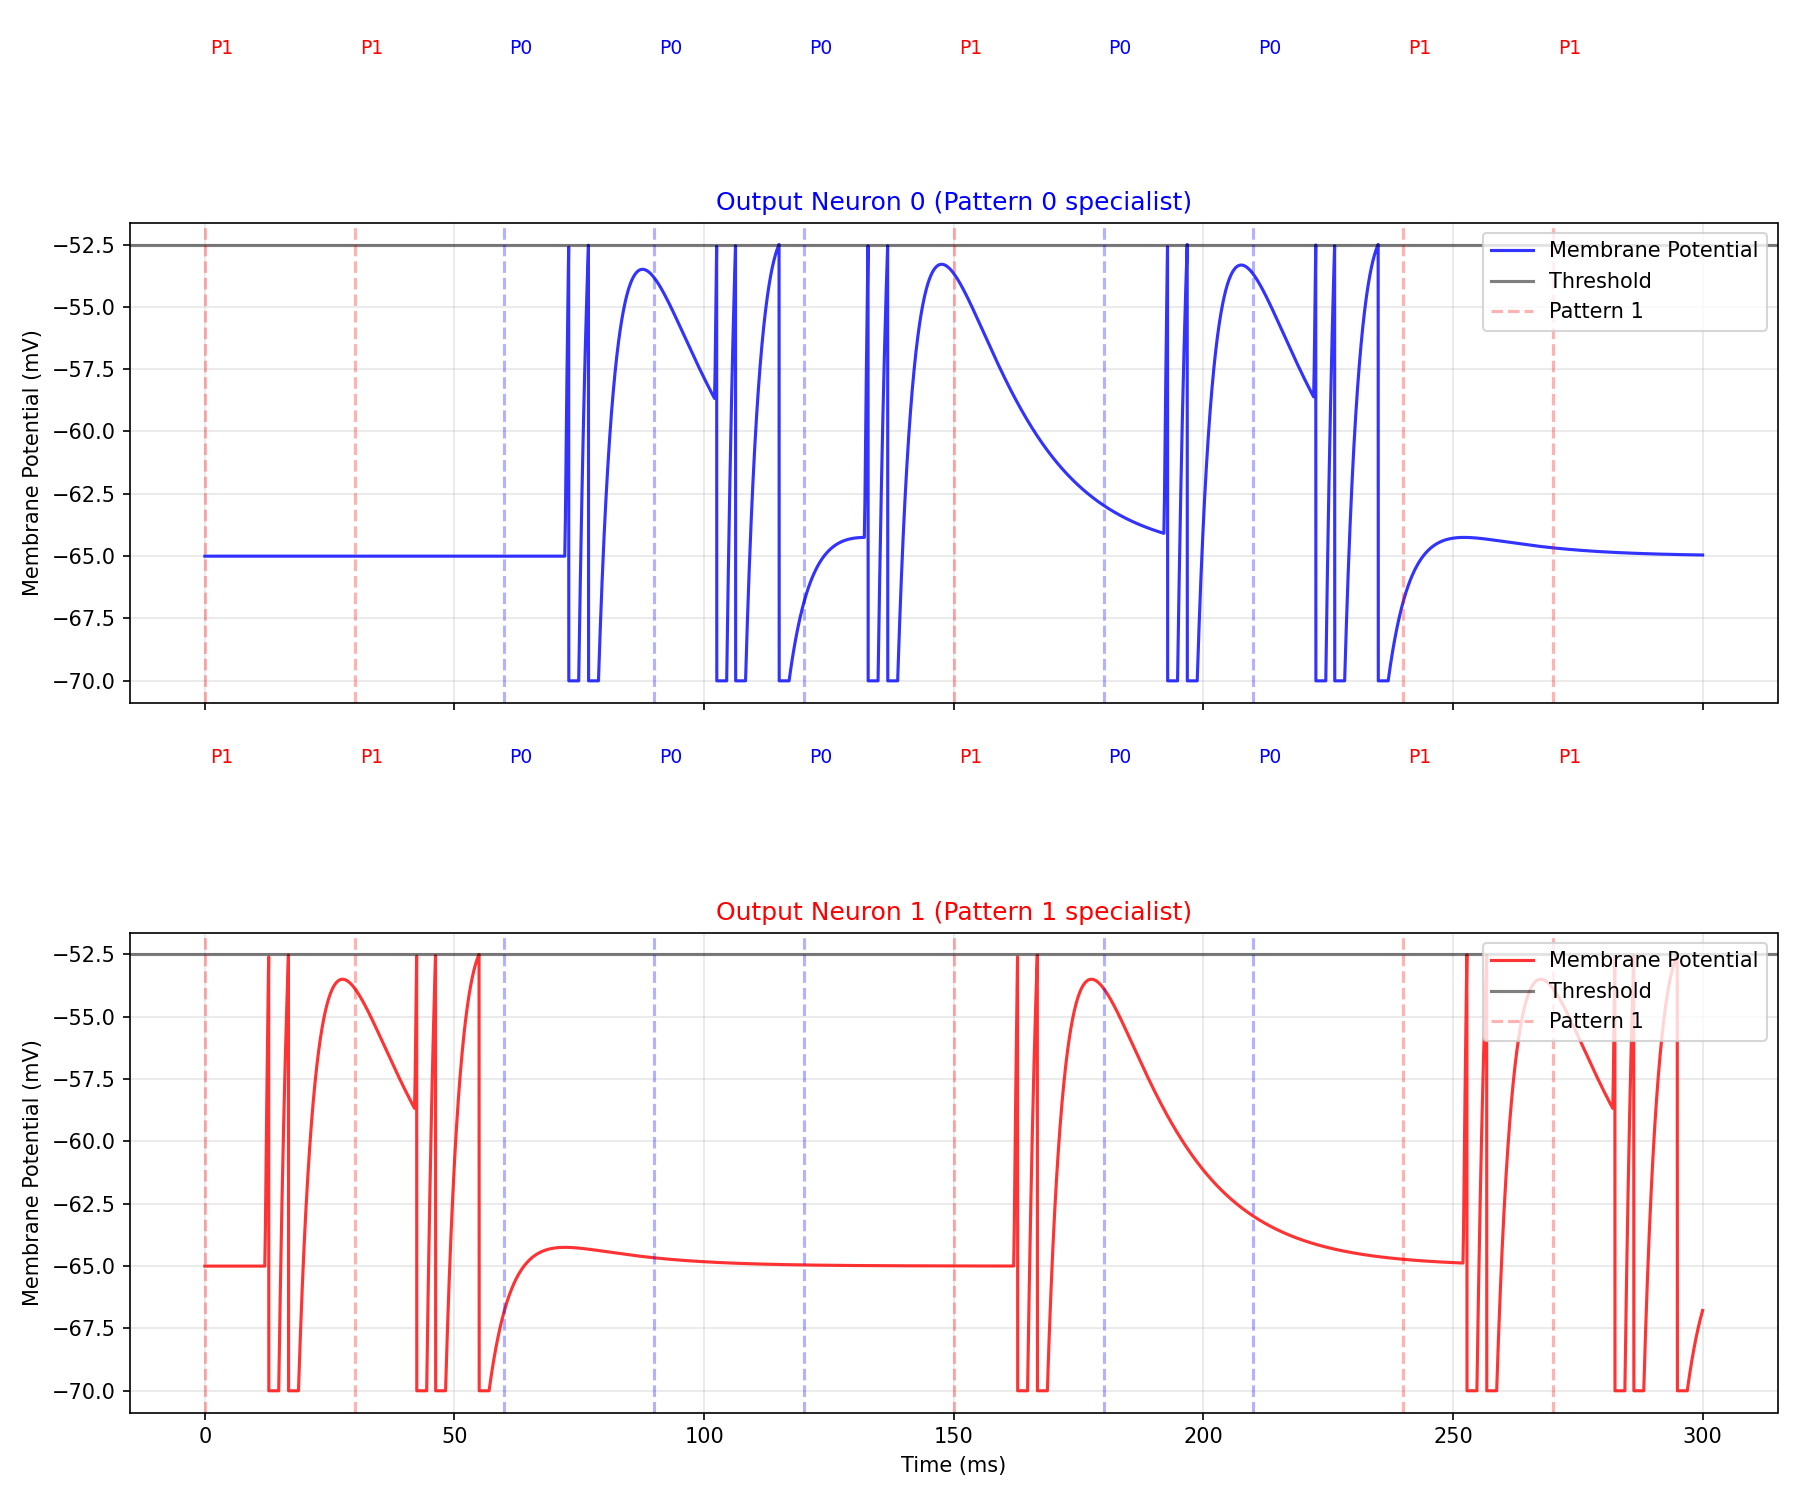 P1 P1 P0 P0 P0 P1 P0 P0 P1 P1
Output Neuron 0 (Pattern 0 specialist)
Membrane Potential (mV)
−52.5
−55.0
−57.5
−60.0
−62.5
−65.0
−67.5
−70.0
Membrane Potential
Threshold
Pattern 1
P1 P1 P0 P0 P0 P1 P0 P0 P1 P1
Output Neuron 1 (Pattern 1 specialist)
Membrane Potential (mV)
−52.5
−55.0
−57.5
−60.0
−62.5
−65.0
−67.5
−70.0
Membrane Potential
Threshold
Pattern 1
0 50 100 150 200 250 300
Time (ms)